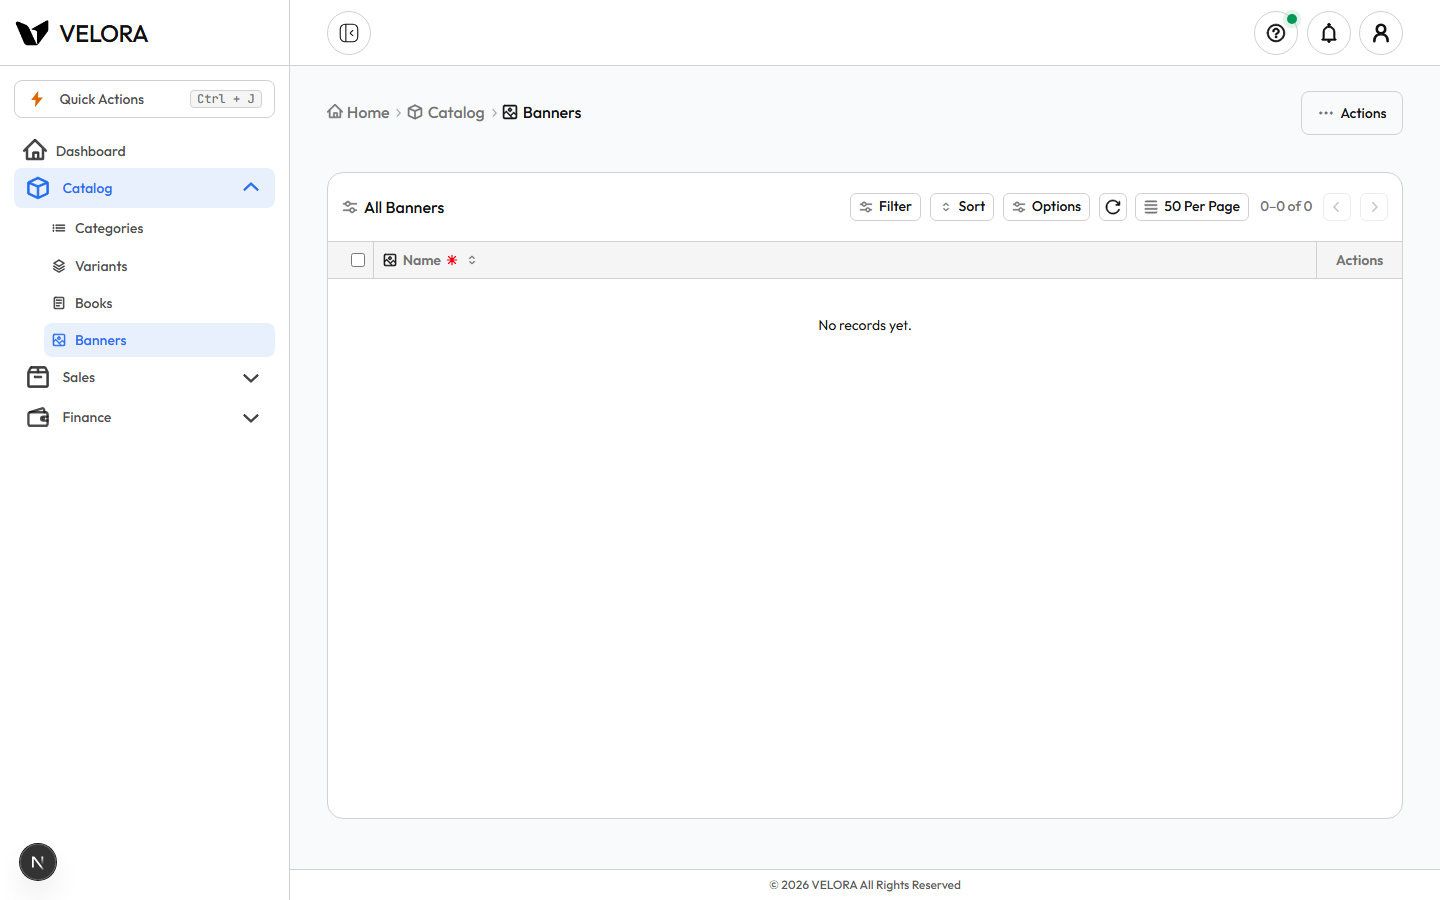 VELORA
Quick Actions Ctrl + J
Dashboard
Catalog
Categories
Variants
Books
Banners
Sales
Finance
Home Catalog Banners
Actions
All Banners
Filter Sort Options 50 Per Page 0–0 of 0
Name Actions
No records yet.
N
© 2026 VELORA All Rights Reserved